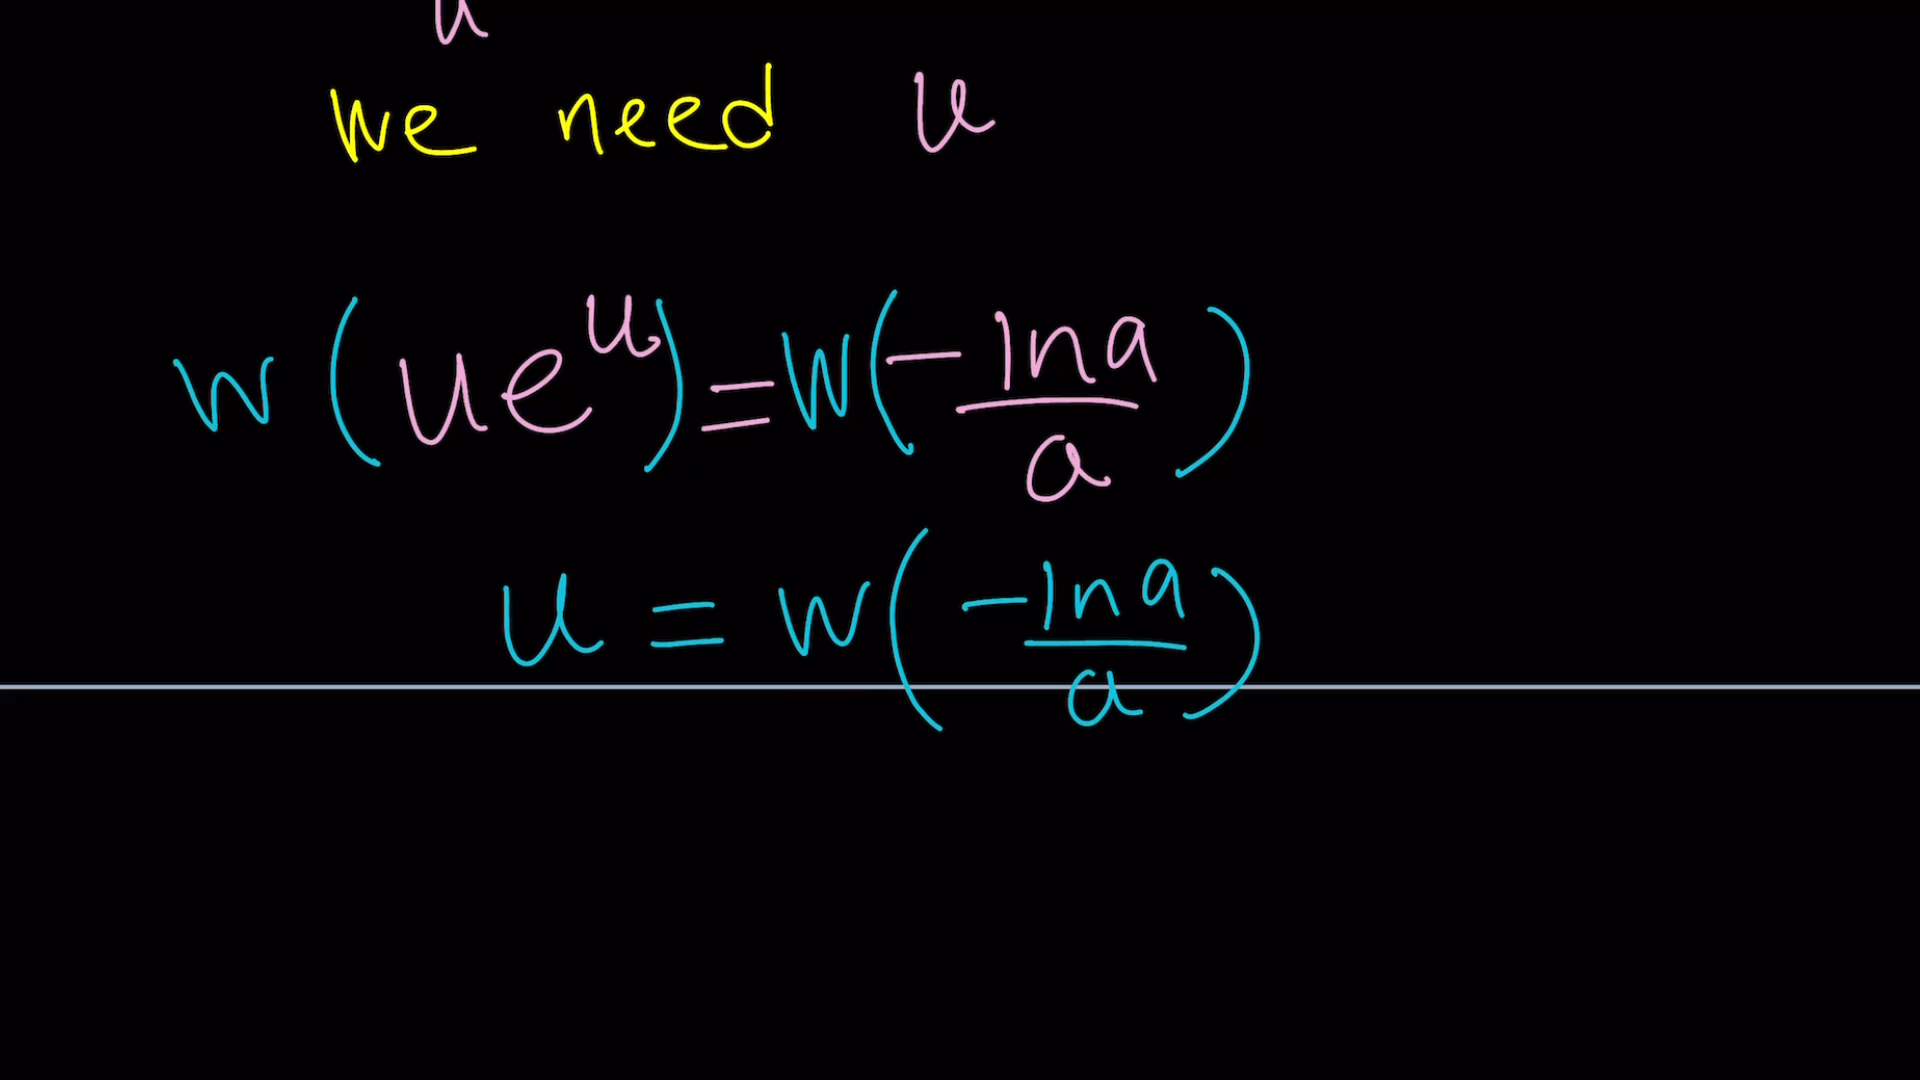 u
we need u
W(ue^u) = W(-ln a/a)
u = W(-ln a/a)